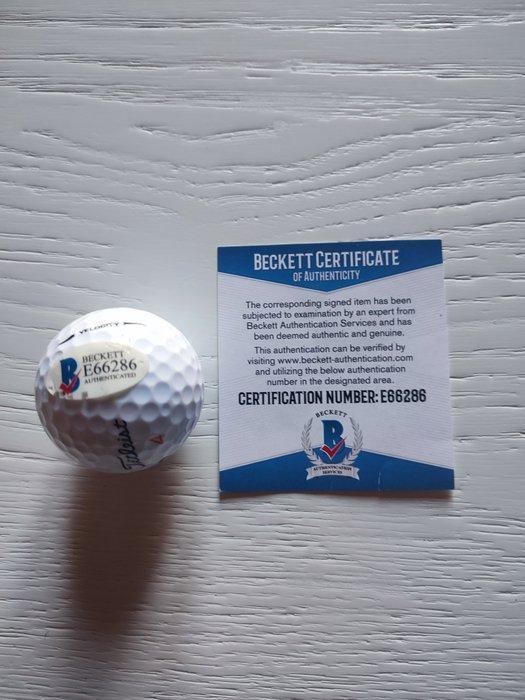 VELOCITY
BECKETT
E66286
AUTHENTICATED
Titleist
4
BECKETT CERTIFICATE
OF AUTHENTICITY
The corresponding signed item has been
subjected to examination by an expert from
Beckett Authentication Services and has
been deemed authentic and genuine.
This authentication can be verified by
visiting www.beckett-authentication.com
and utilizing the below authentication
number in the designated area.
CERTIFICATION NUMBER: E66286
BECKETT
B
AUTHENTICATION
SERVICES